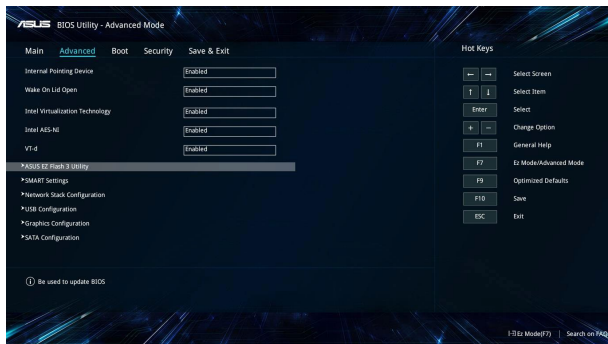 ASUS BIOS Utility - Advanced Mode
Main Advanced Boot Security Save & Exit
Internal Pointing Device Enabled
Wake On Lid Open Enabled
Intel Virtualization Technology Enabled
Intel AES-NI Enabled
VT-d Enabled
ASUS EZ Flash 3 Utility
SMART Settings
Network Stack Configuration
USB Configuration
Graphics Configuration
SATA Configuration
Be used to update BIOS
Hot Keys
← → Select Screen
↑ ↓ Select Item
Enter Select
+ − Change Option
F1 General Help
F7 Ez Mode/Advanced Mode
F9 Optimized Defaults
F10 Save
ESC Exit
Ez Mode(F7) | Search on FAQ